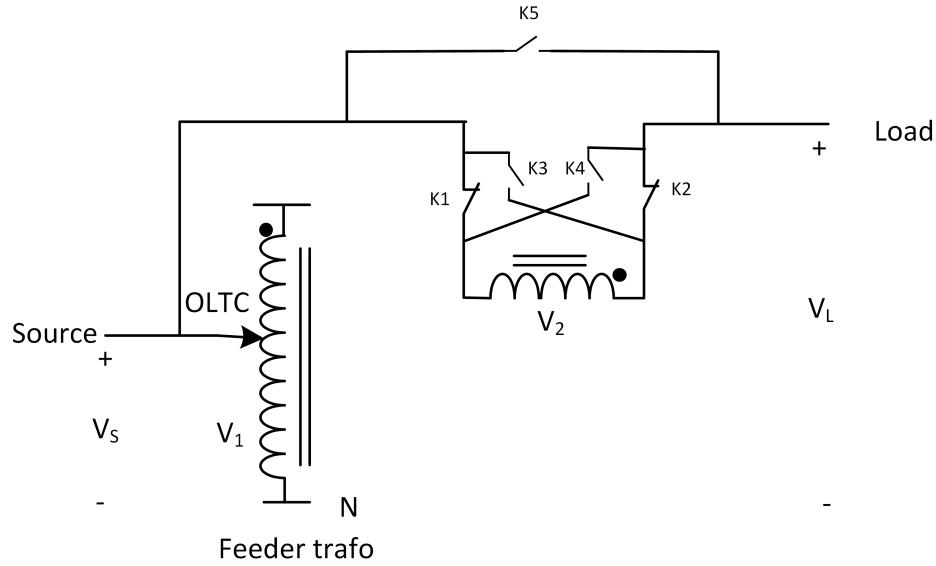 K5
Load
+
K3
K4
K1
K2
OLTC
V2
VL
Source
+
VS
V1
-
N
-
Feeder trafo